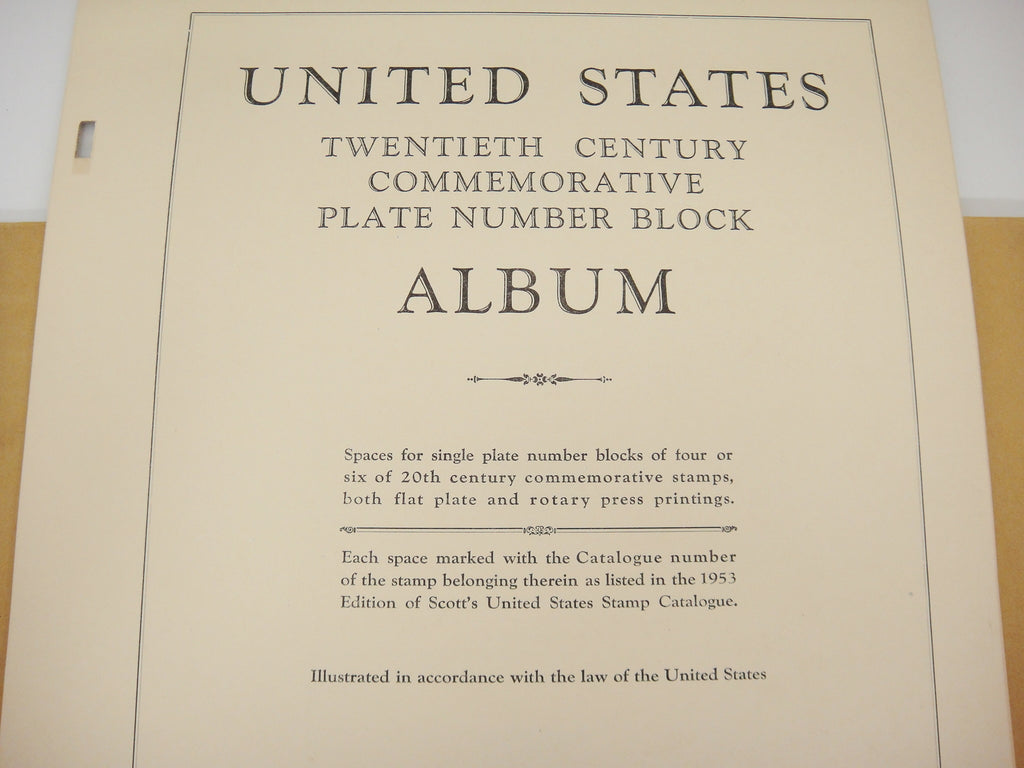 UNITED STATES
TWENTIETH CENTURY
COMMEMORATIVE
PLATE NUMBER BLOCK
ALBUM
Spaces for single plate number blocks of four or
six of 20th century commemorative stamps,
both flat plate and rotary press printings.
Each space marked with the Catalogue number
of the stamp belonging therein as listed in the 1953
Edition of Scott's United States Stamp Catalogue.
Illustrated in accordance with the law of the United States